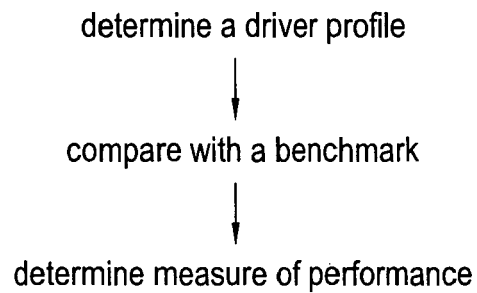 determine a driver profile
compare with a benchmark
determine measure of performance